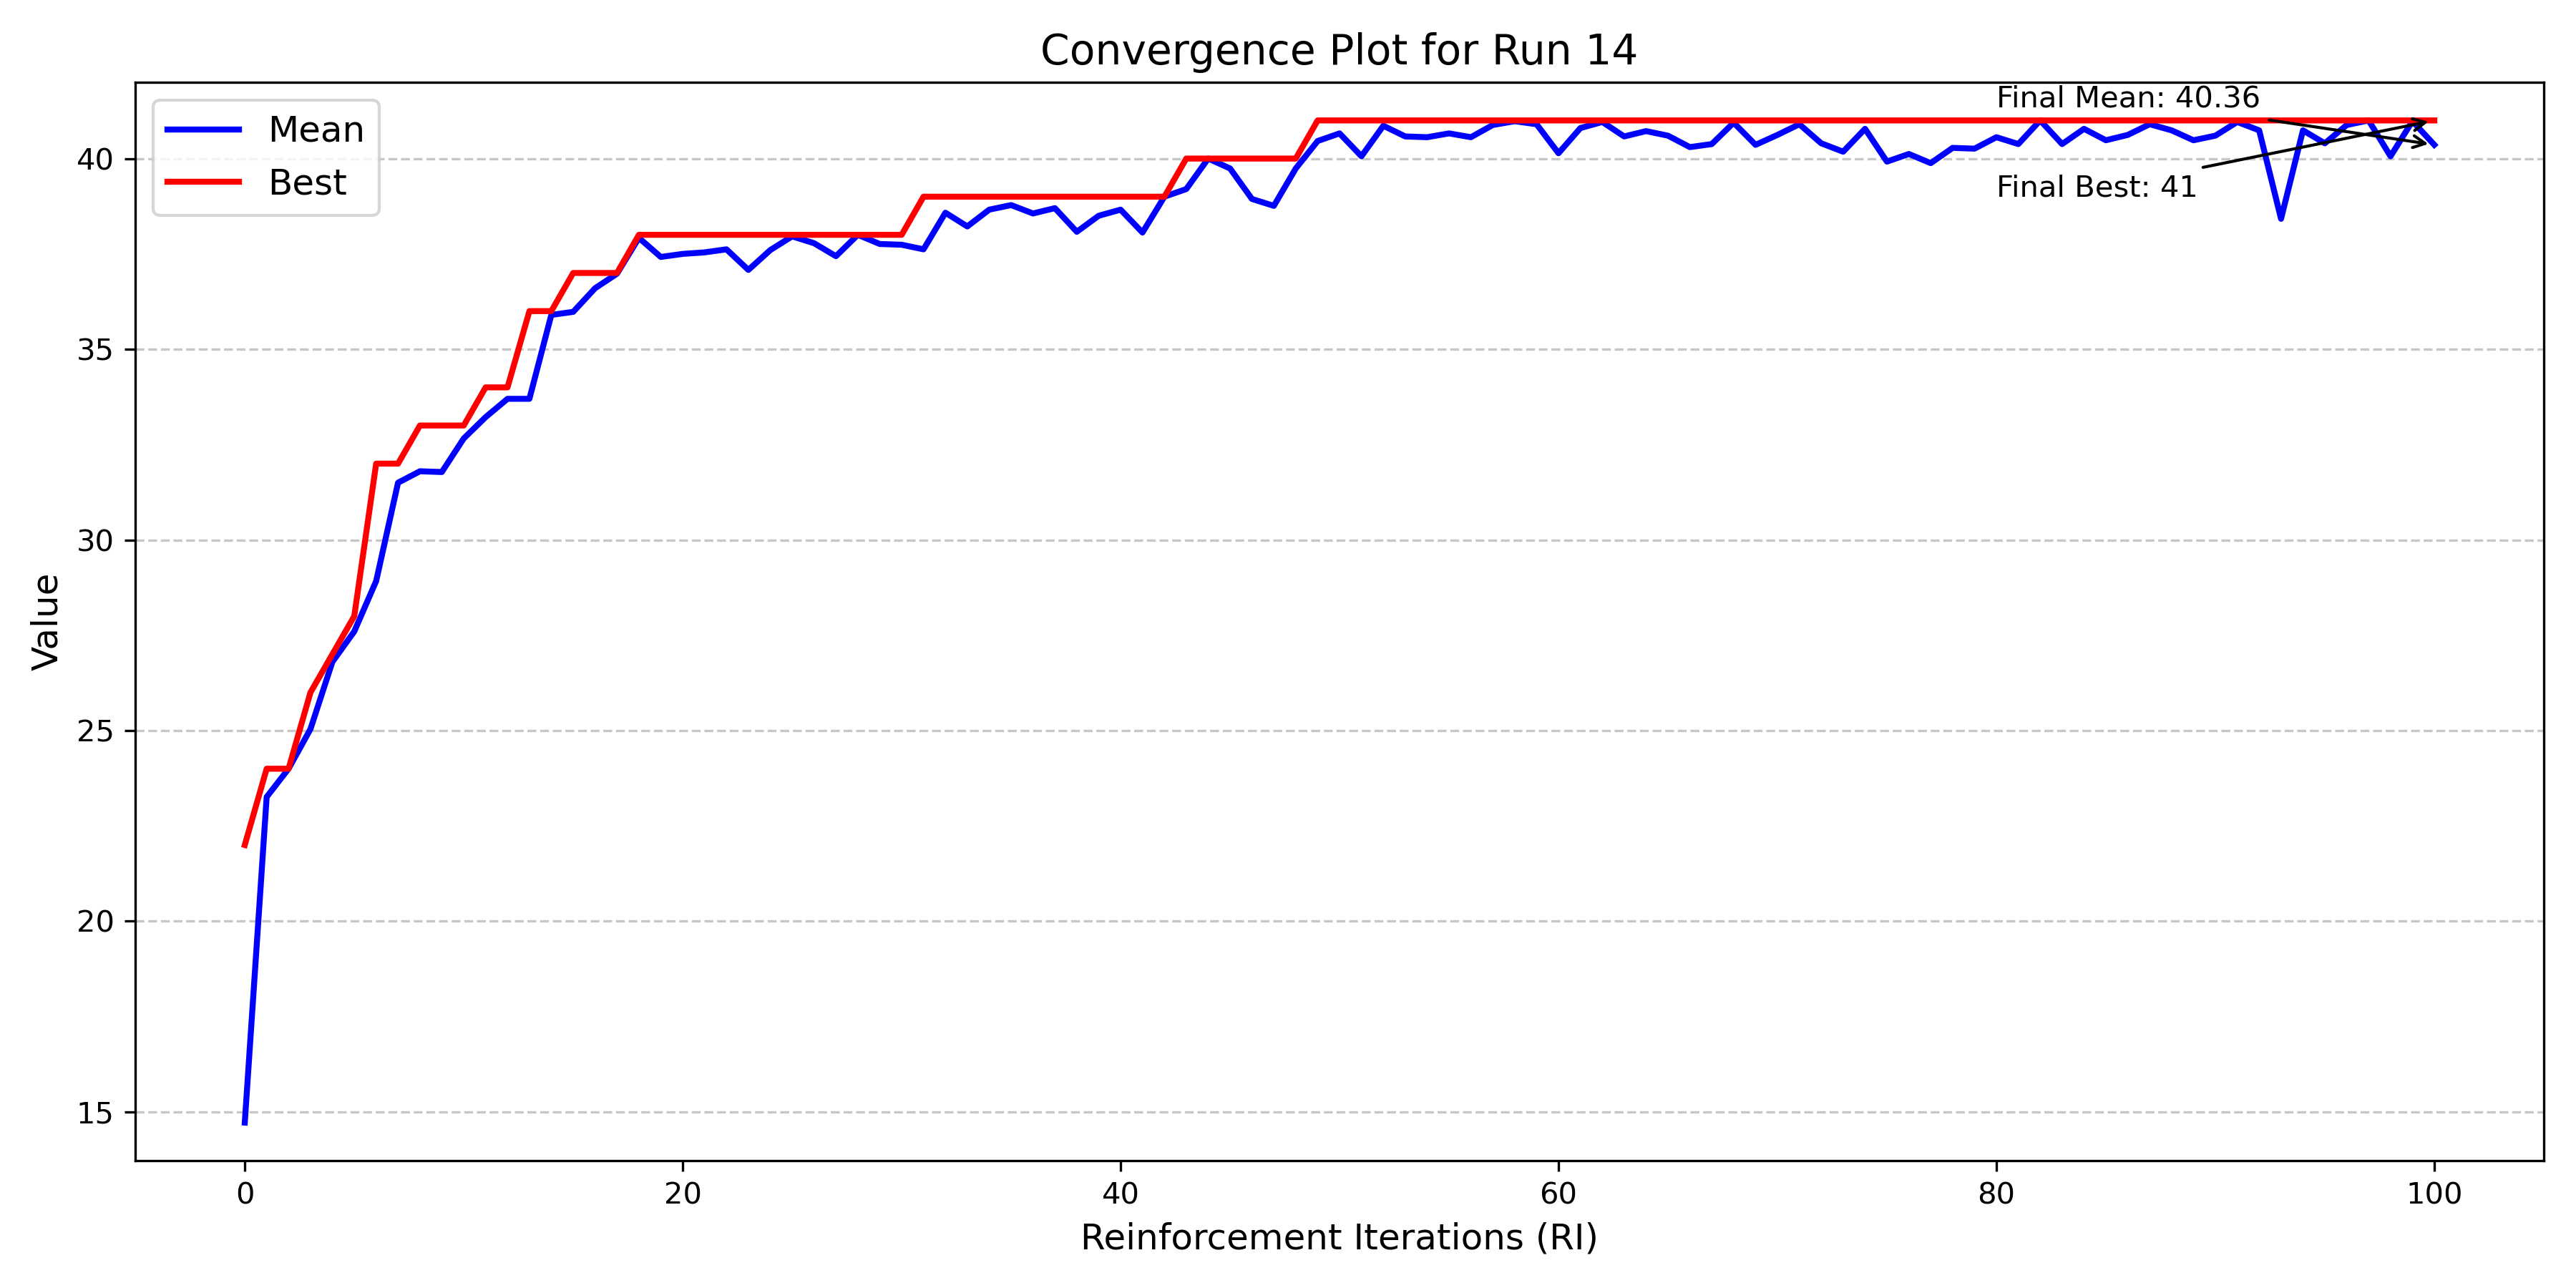 Convergence Plot for Run 14
Mean
Best
Final Mean: 40.36
Final Best: 41
40
35
30
25
20
15
Value
0 20 40 60 80 100
Reinforcement Iterations (RI)